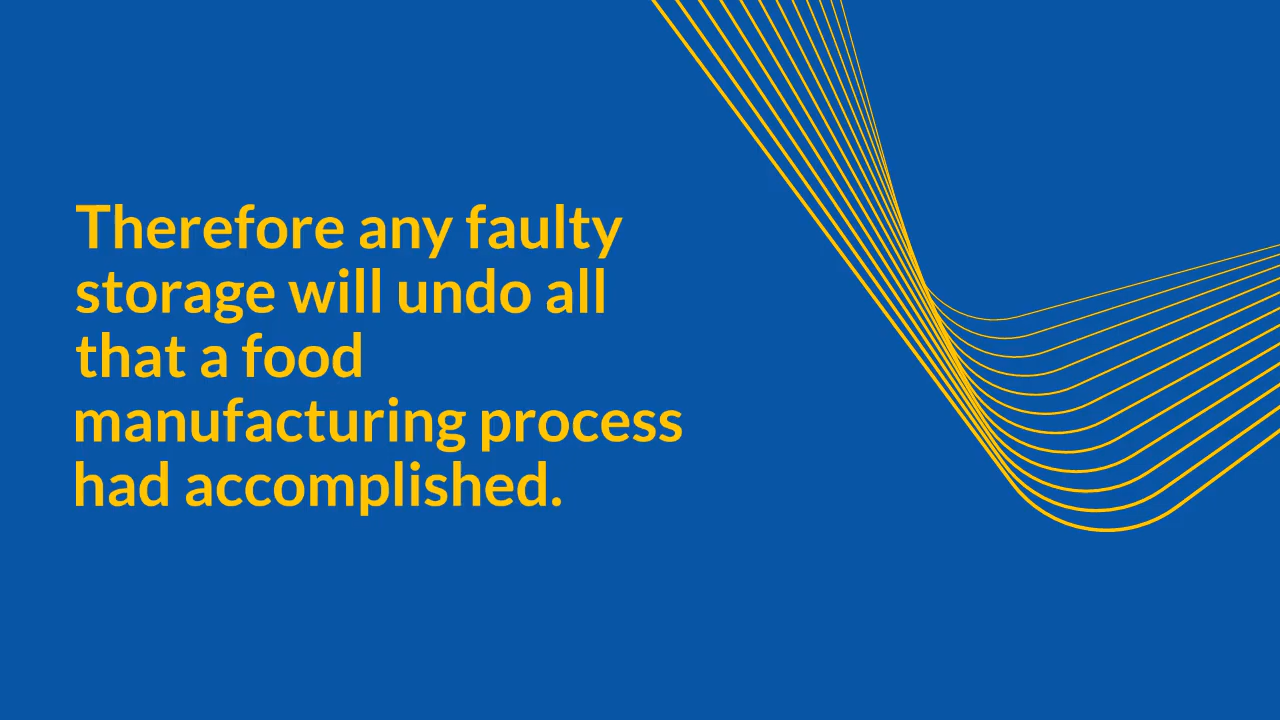 Therefore any faulty
storage will undo all
that a food
manufacturing process
had accomplished.